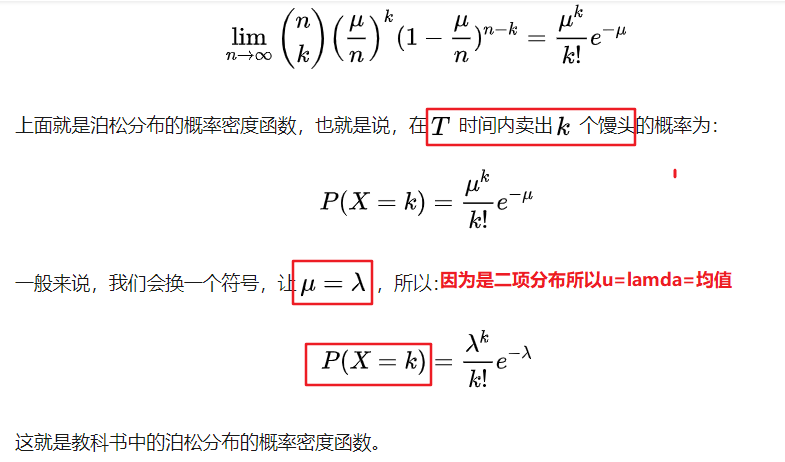 \lim_{n \to \infty} \binom{n}{k} \left( \frac{\mu}{n} \right)^k (1 - \frac{\mu}{n})^{n-k} = \frac{\mu^k}{k!} e^{-\mu}
上面就是泊松分布的概率密度函数，也就是说，在 T 时间内卖出 k 个馒头的概率为：
P(X = k) = \frac{\mu^k}{k!} e^{-\mu}
一般来说，我们会换一个符号，让 \mu = \lambda ，所以：因为是二项分布所以u=lamda=均值
P(X = k) = \frac{\lambda^k}{k!} e^{-\lambda}
这就是教科书中的泊松分布的概率密度函数。